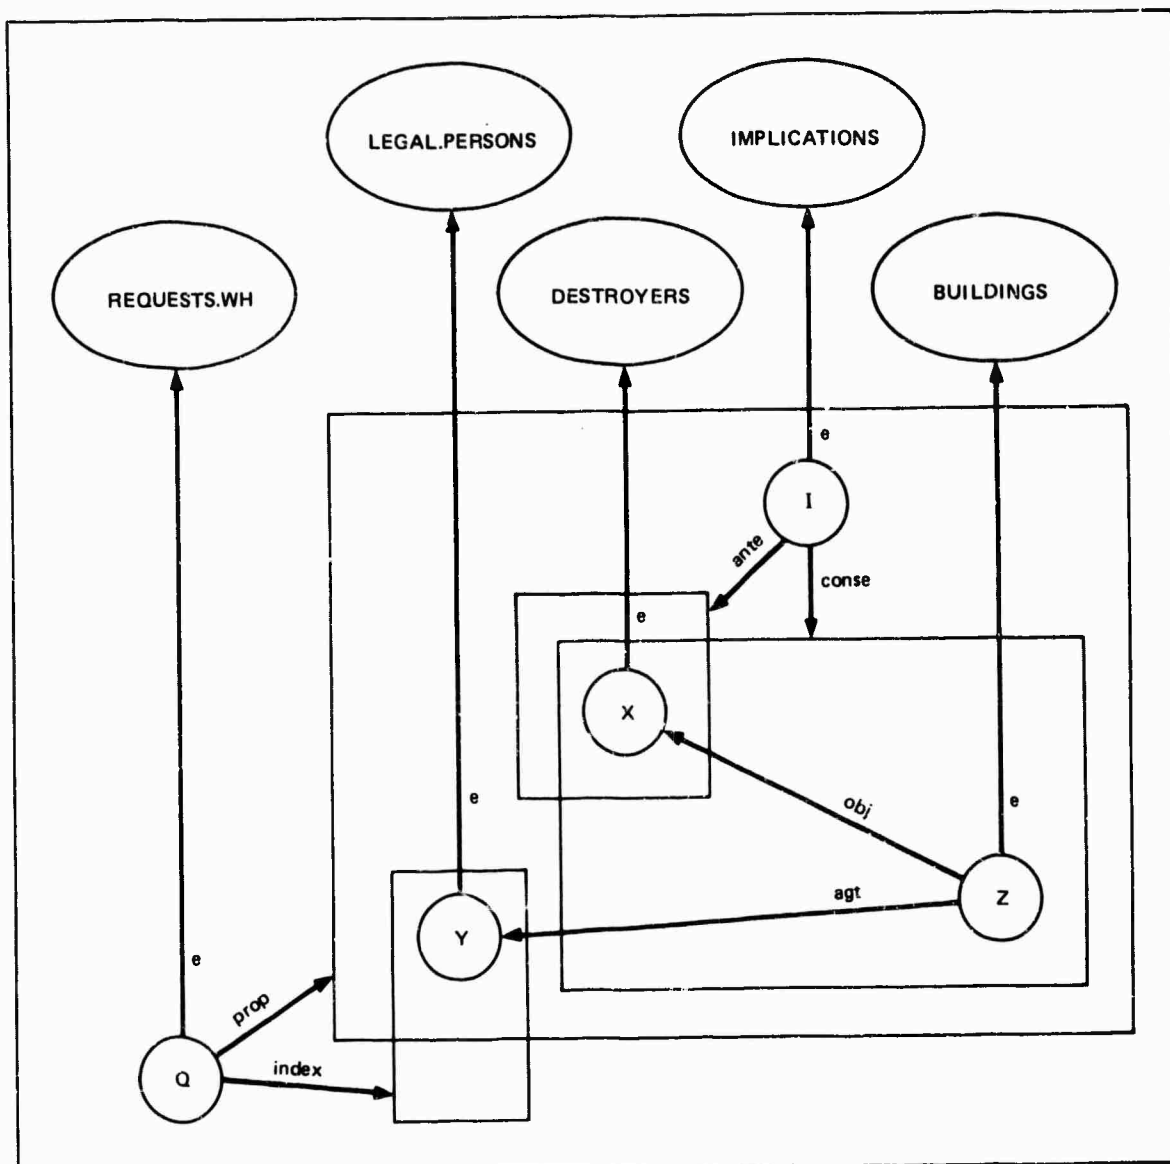 LEGAL.PERSONS
IMPLICATIONS
REQUESTS.WH
DESTROYERS
BUILDINGS
e
I
ante
conse
e
X
e
obj
e
agt
Z
Y
e
prop
index
Q